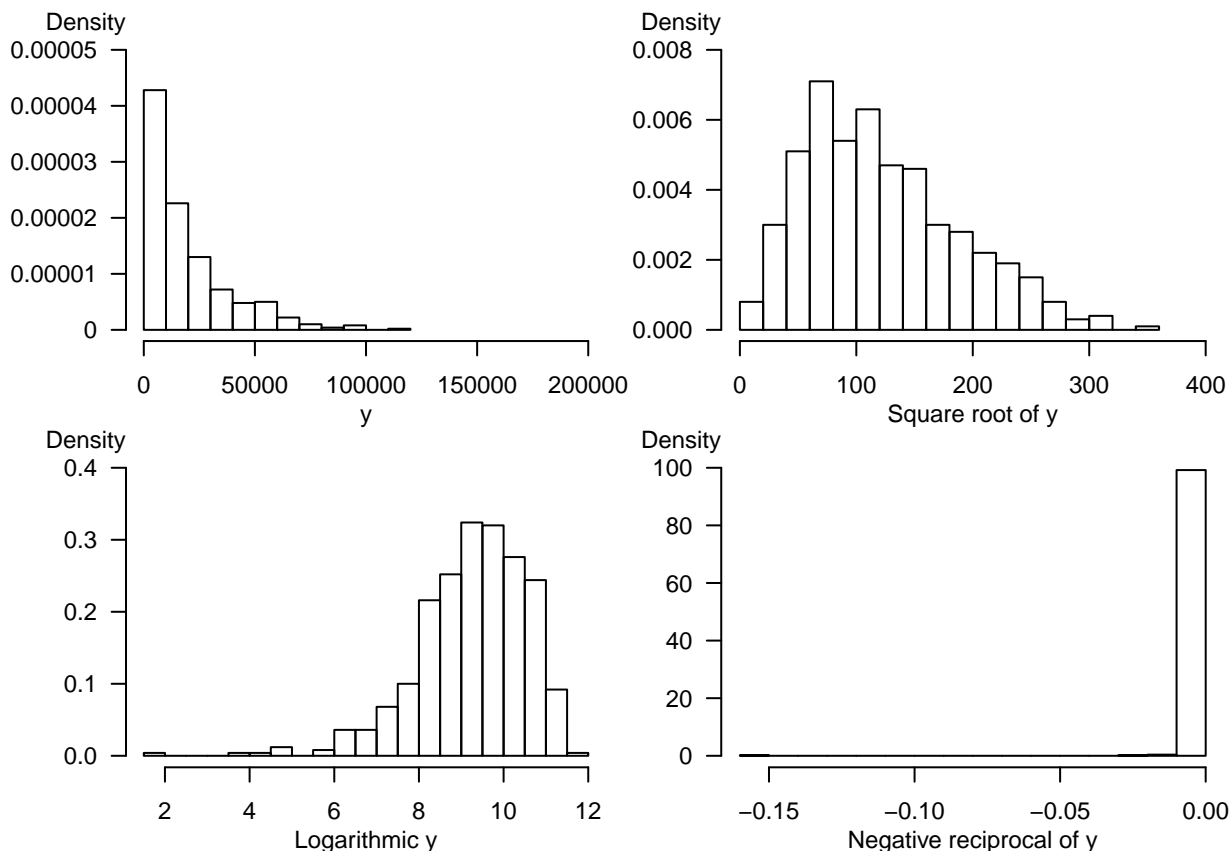 Density
0.00005
0.00004
0.00003
0.00002
0.00001
0
0 50000 100000 150000 200000
y
Density
0.008
0.006
0.004
0.002
0.000
0 100 200 300 400
Square root of y
Density
0.4
0.3
0.2
0.1
0.0
2 4 6 8 10 12
Logarithmic y
Density
100
80
60
40
20
0
−0.15 −0.10 −0.05 0.00
Negative reciprocal of y